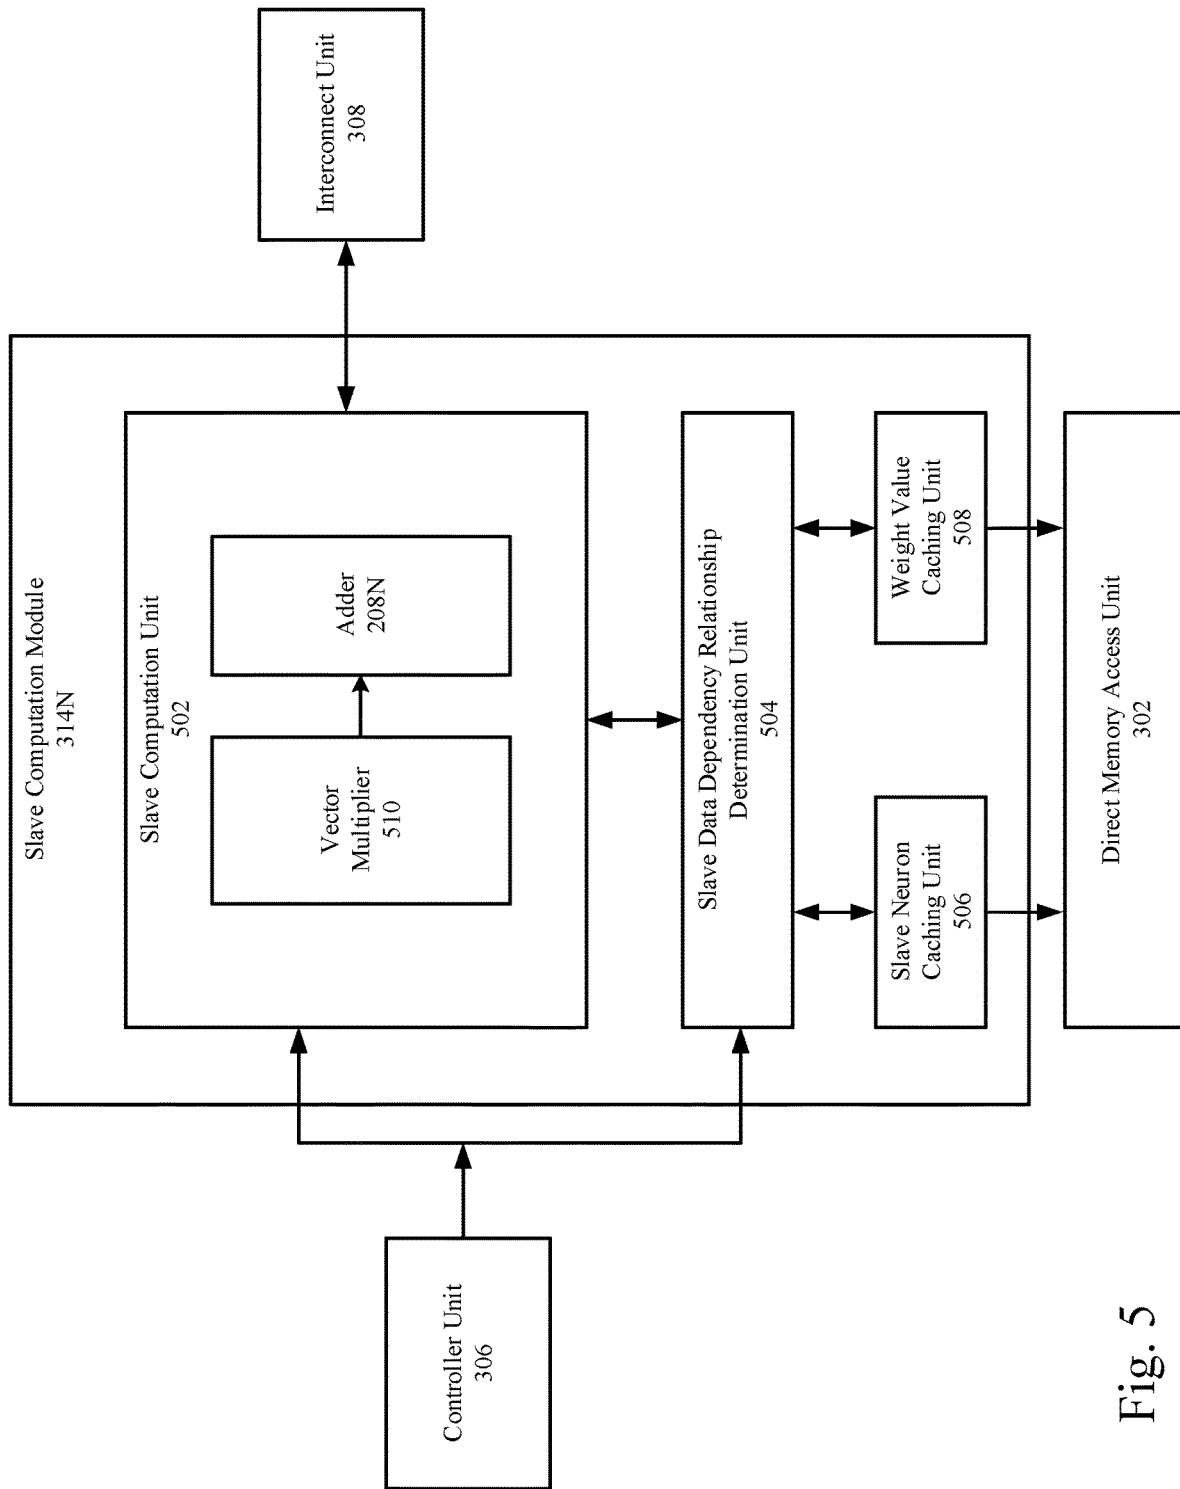 Slave Computation Module
314N
Slave Computation Unit
502
Vector
Multiplier
510
Adder
208N
Interconnect Unit
308
Controller Unit
306
Slave Data Dependency Relationship
Determination Unit
504
Slave Neuron
Caching Unit
506
Weight Value
Caching Unit
508
Direct Memory Access Unit
302
Fig. 5